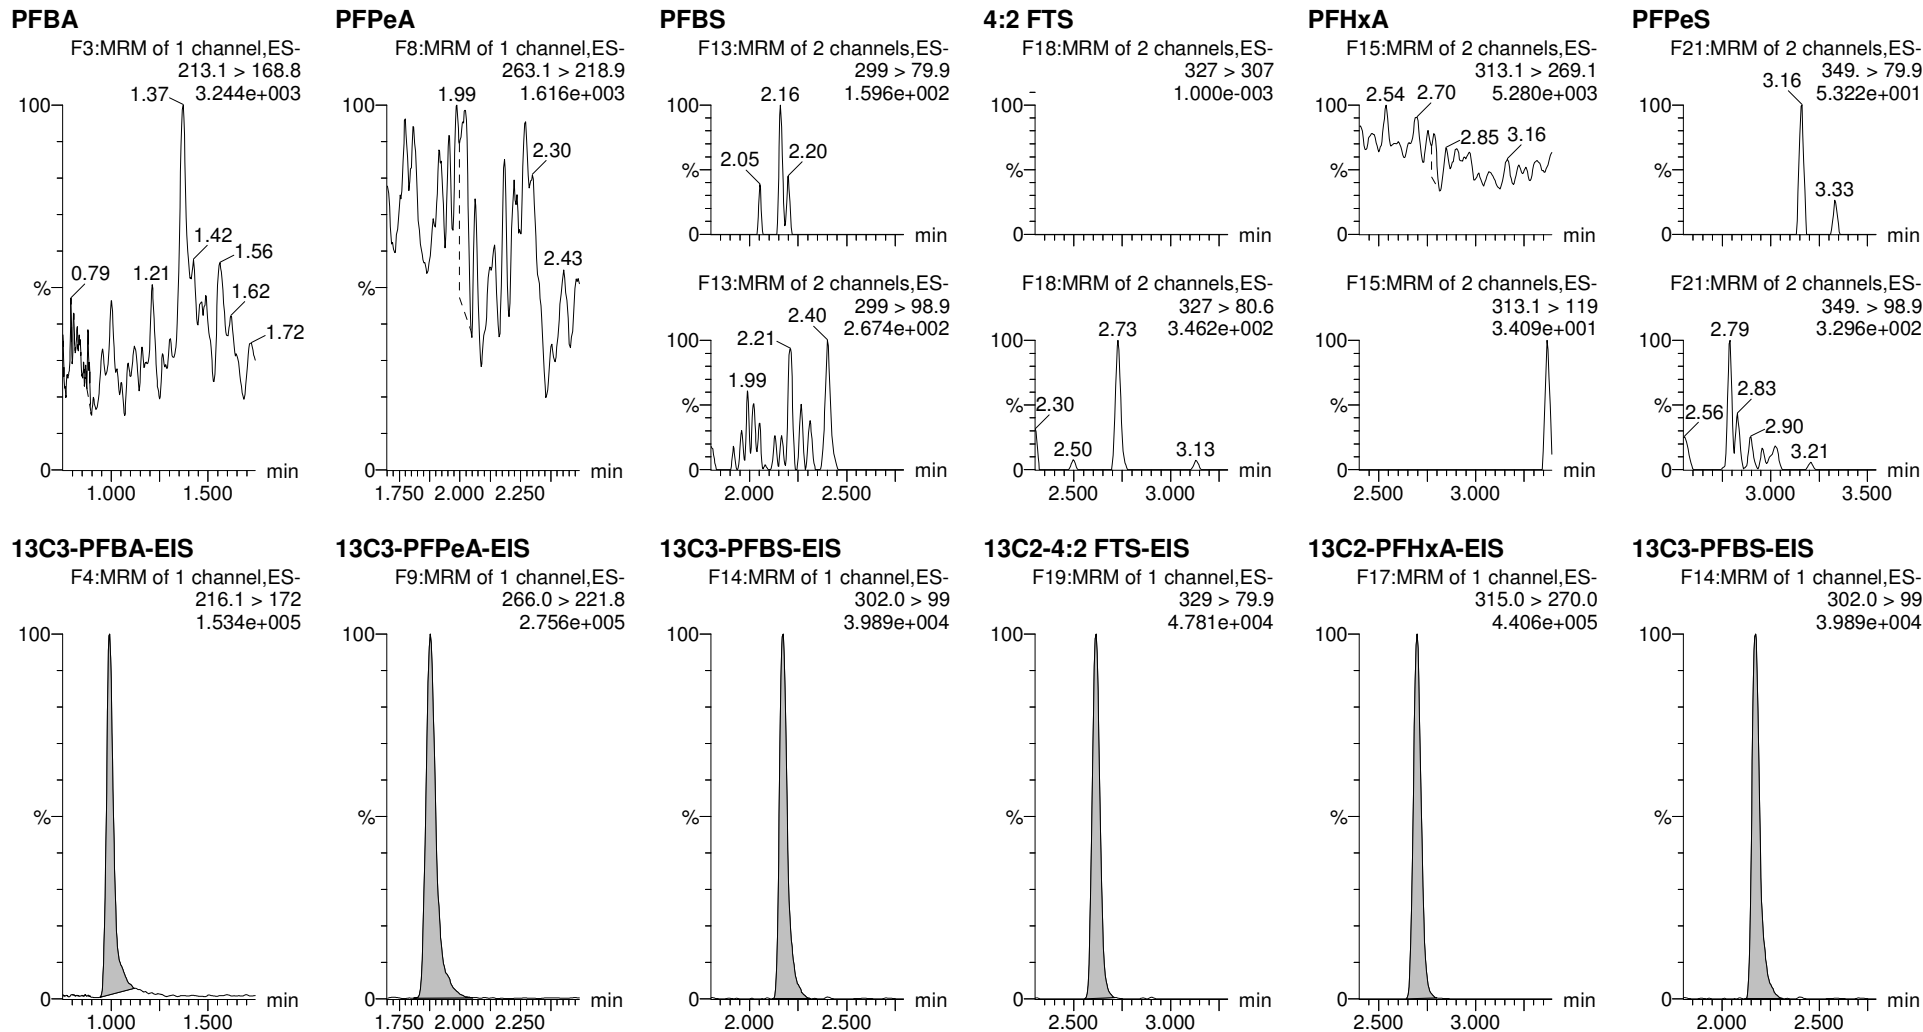 PFBA
F3:MRM of 1 channel,ES-
213.1 > 168.8
3.244e+003
1.37
100
0.79
1.21
1.42
1.56
1.62
1.72
%
0
min
1.000 1.500
PFPeA
F8:MRM of 1 channel,ES-
263.1 > 218.9
1.616e+003
1.99
100
2.30
2.43
%
0
min
1.750 2.000 2.250
PFBS
F13:MRM of 2 channels,ES-
299 > 79.9
1.596e+002
2.16
100
2.05
2.20
%
0
min
F13:MRM of 2 channels,ES-
299 > 98.9
2.674e+002
2.40
100
2.21
1.99
%
0
min
2.000 2.500
4:2 FTS
F18:MRM of 2 channels,ES-
327 > 307
1.000e-003
100
%
0
min
F18:MRM of 2 channels,ES-
327 > 80.6
3.462e+002
2.73
100
2.30
2.50
3.13
%
0
min
2.500 3.000
PFHxA
F15:MRM of 2 channels,ES-
313.1 > 269.1
5.280e+003
2.54 2.70
100
2.85 3.16
%
0
min
F15:MRM of 2 channels,ES-
313.1 > 119
3.409e+001
100
%
0
min
2.500 3.000
PFPeS
F21:MRM of 2 channels,ES-
349. > 79.9
5.322e+001
3.16
100
3.33
%
0
min
F21:MRM of 2 channels,ES-
349. > 98.9
3.296e+002
2.79
100
2.83
2.56
2.90
3.21
%
0
min
3.000 3.500
13C3-PFBA-EIS
F4:MRM of 1 channel,ES-
216.1 > 172
1.534e+005
100
%
0
min
1.000 1.500
13C3-PFPeA-EIS
F9:MRM of 1 channel,ES-
266.0 > 221.8
2.756e+005
100
%
0
min
1.750 2.000 2.250
13C3-PFBS-EIS
F14:MRM of 1 channel,ES-
302.0 > 99
3.989e+004
100
%
0
min
2.000 2.500
13C2-4:2 FTS-EIS
F19:MRM of 1 channel,ES-
329 > 79.9
4.781e+004
100
%
0
min
2.500 3.000
13C2-PFHxA-EIS
F17:MRM of 1 channel,ES-
315.0 > 270.0
4.406e+005
100
%
0
min
2.500 3.000
13C3-PFBS-EIS
F14:MRM of 1 channel,ES-
302.0 > 99
3.989e+004
100
%
0
min
2.000 2.500